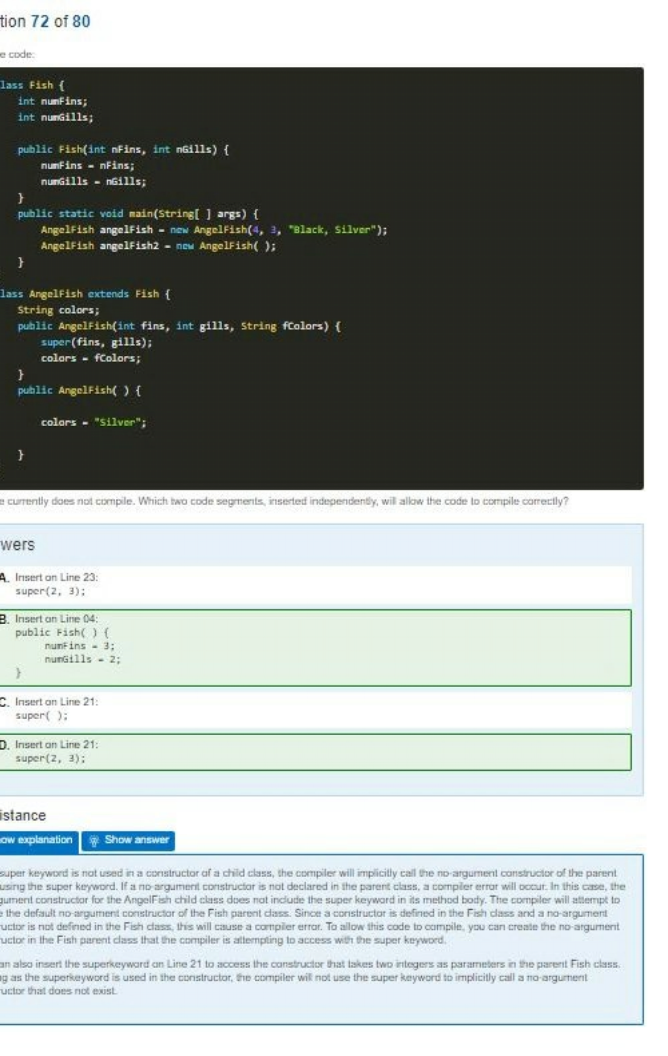 tion 72 of 80
e code:
lass Fish {
int numFins;
int numGills;
public Fish(int nFins, int nGills) {
numFins = nFins;
numGills = nGills;
}
public static void main(String[ ] args) {
AngelFish angelFish = new AngelFish(4, 3, "Black, Silver");
AngelFish angelFish2 = new AngelFish( );
}
lass AngelFish extends Fish {
String colors;
public AngelFish(int fins, int gills, String fColors) {
super(fins, gills);
colors = fColors;
}
public AngelFish( ) {
colors = "Silver";
}
e currently does not compile. Which two code segments, inserted independently, will allow the code to compile correctly?
wers
A. Insert on Line 23:
super(2, 3);
B. Insert on Line 04:
public Fish( ) {
numFins = 3;
numGills = 2;
}
C. Insert on Line 21:
super( );
D. Insert on Line 21:
super(2, 3);
istance
ow explanation Show answer
super keyword is not used in a constructor of a child class, the compiler will implicitly call the no-argument constructor of the parent
using the super keyword. If a no-argument constructor is not declared in the parent class, a compiler error will occur. In this case, the
gument constructor for the AngelFish child class does not include the super keyword in its method body. The compiler will attempt to
e the default no-argument constructor of the Fish parent class. Since a constructor is defined in the Fish class and a no-argument
ructor is not defined in the Fish class, this will cause a compiler error. To allow this code to compile, you can create the no-argument
ructor in the Fish parent class that the compiler is attempting to access with the super keyword.
an also insert the superkeyword on Line 21 to access the constructor that takes two integers as parameters in the parent Fish class.
ng as the superkeyword is used in the constructor, the compiler will not use the super keyword to implicitly call a no-argument
ructor that does not exist.